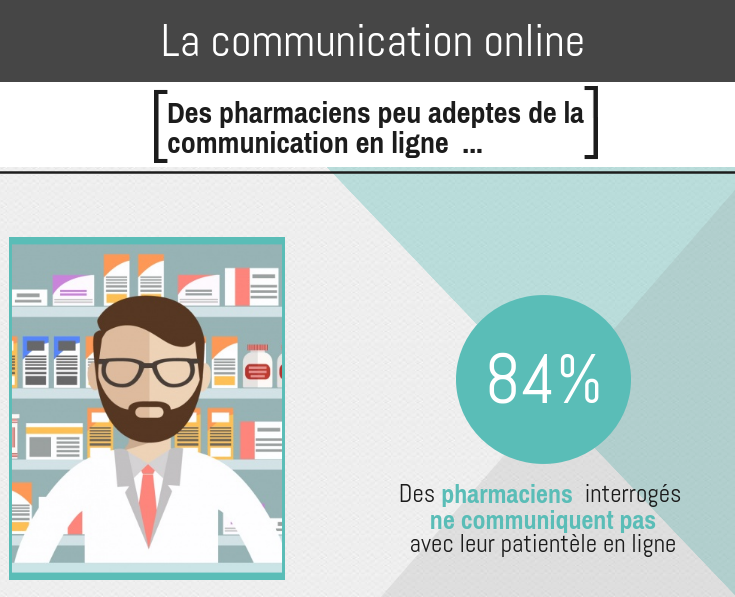 La communication online
Des pharmaciens peu adeptes de la
communication en ligne ...
84%
Des pharmaciens interrogés
ne communiquent pas
avec leur patientèle en ligne